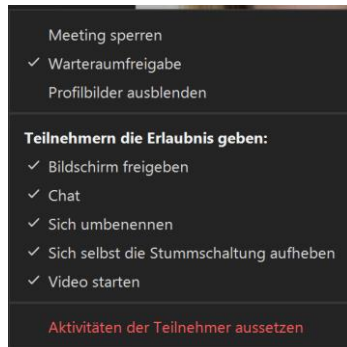 Meeting sperren
Warteraumfreigabe
Profilbilder ausblenden
Teilnehmern die Erlaubnis geben:
Bildschirm freigeben
Chat
Sich umbenennen
Sich selbst die Stummschaltung aufheben
Video starten
Aktivitäten der Teilnehmer aussetzen